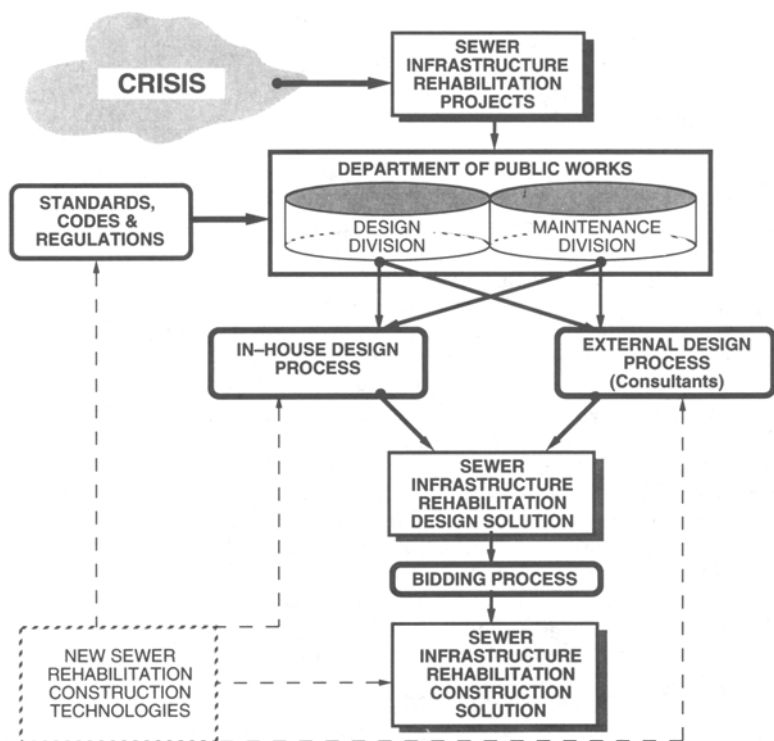 CRISIS
SEWER
INFRASTRUCTURE
REHABILITATION
PROJECTS
DEPARTMENT OF PUBLIC WORKS
STANDARDS,
CODES &
REGULATIONS
DESIGN
DIVISION
MAINTENANCE
DIVISION
IN–HOUSE DESIGN
PROCESS
EXTERNAL DESIGN
PROCESS
(Consultants)
SEWER
INFRASTRUCTURE
REHABILITATION
DESIGN SOLUTION
BIDDING PROCESS
NEW SEWER
REHABILITATION
CONSTRUCTION
TECHNOLOGIES
SEWER
INFRASTRUCTURE
REHABILITATION
CONSTRUCTION
SOLUTION